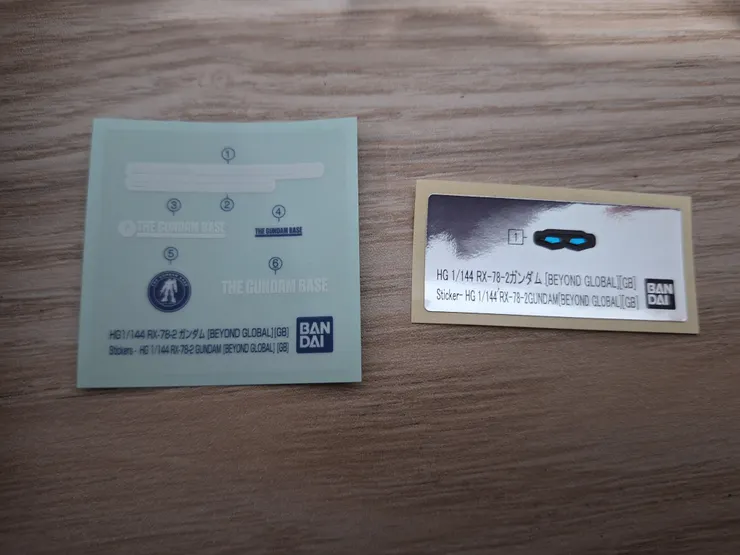 ①
②
③
④
THE GUNDAM BASE
THE GUNDAM BASE
⑤
⑥
THE GUNDAM BASE
HG1/144 RX-78-2 ガンダム [BEYOND GLOBAL][GB]
Stickers - HG 1/144 RX-78-2 GUNDAM [BEYOND GLOBAL] [GB]
BAN
DAI
1
HG 1/144 RX-78-2ガンダム [BEYOND GLOBAL][GB]
Sticker- HG 1/144 RX-78-2GUNDAM[BEYOND GLOBAL][GB]
BAN
DAI